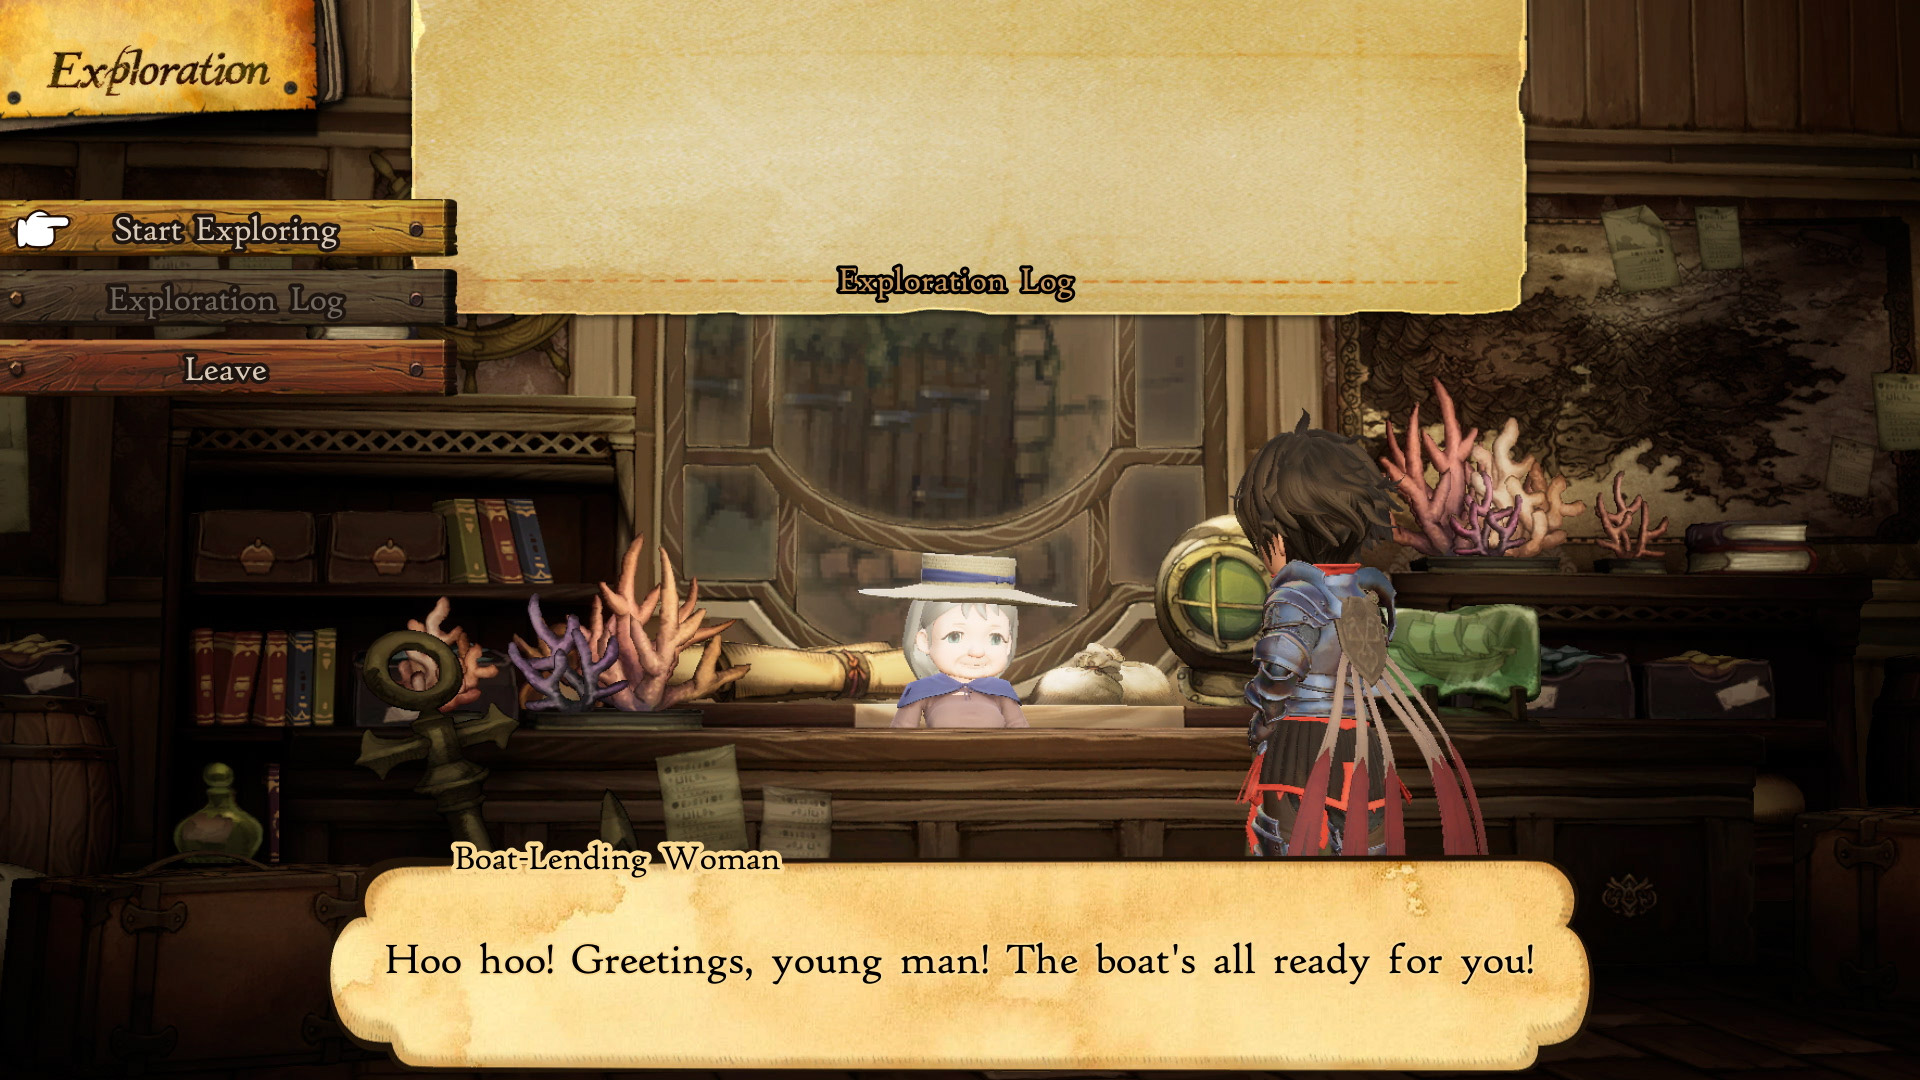 Exploration
Start Exploring
Exploration Log
Leave
Exploration Log
Boat-Lending Woman
Hoo hoo! Greetings, young man! The boat's all ready for you!